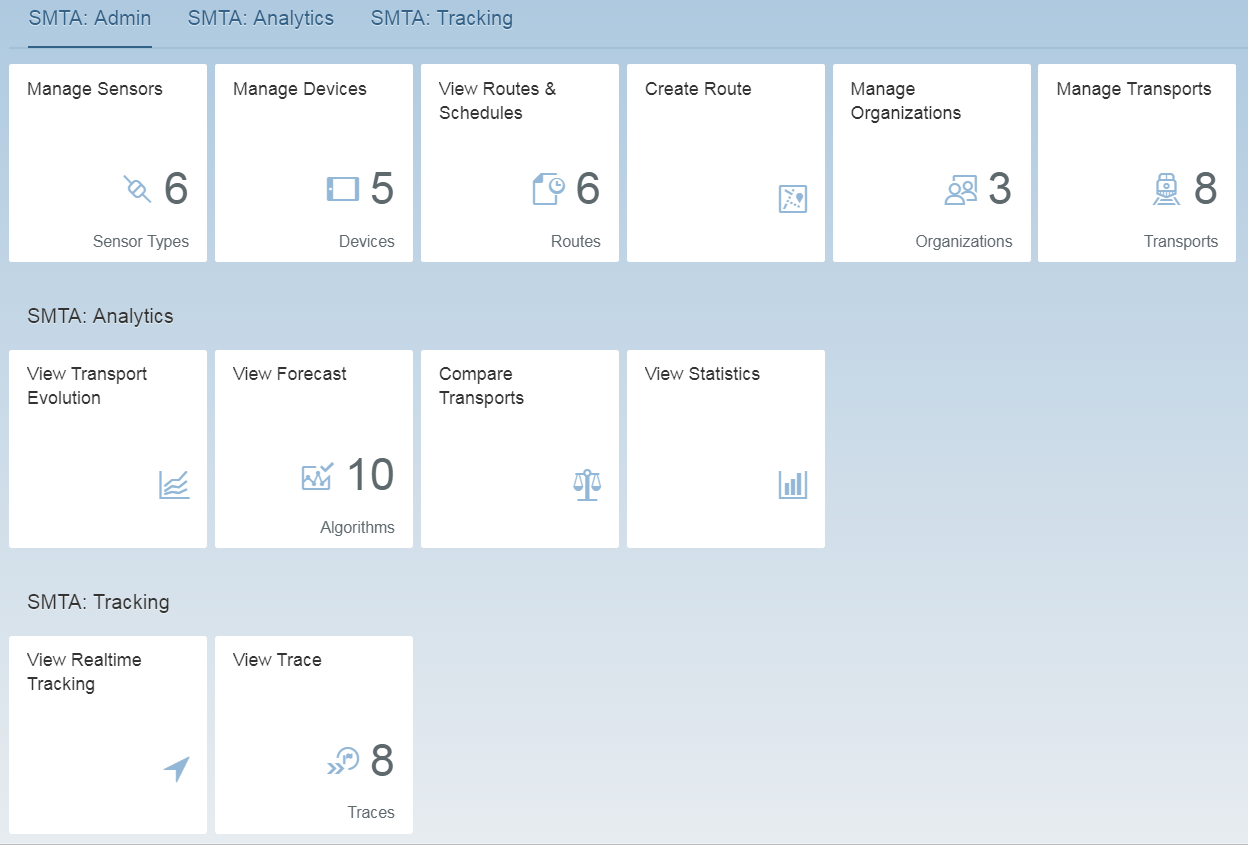 SMTA: Admin
SMTA: Analytics
SMTA: Tracking
Manage Sensors
6
Sensor Types
Manage Devices
5
Devices
View Routes &
Schedules
6
Routes
Create Route
Manage
Organizations
3
Organizations
Manage Transports
8
Transports
SMTA: Analytics
View Transport
Evolution
View Forecast
10
Algorithms
Compare
Transports
View Statistics
SMTA: Tracking
View Realtime
Tracking
View Trace
8
Traces